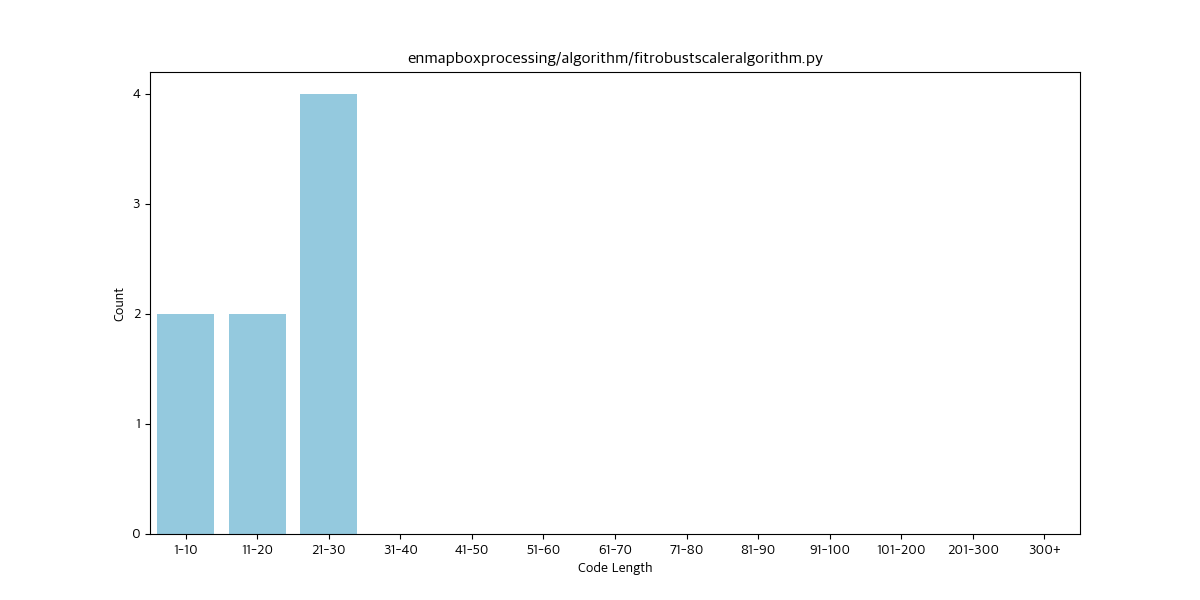 enmapboxprocessing/algorithm/fitrobustscaleralgorithm.py
4
3
2
1
0
Count
1-10 11-20 21-30 31-40 41-50 51-60 61-70 71-80 81-90 91-100 101-200 201-300 300+
Code Length